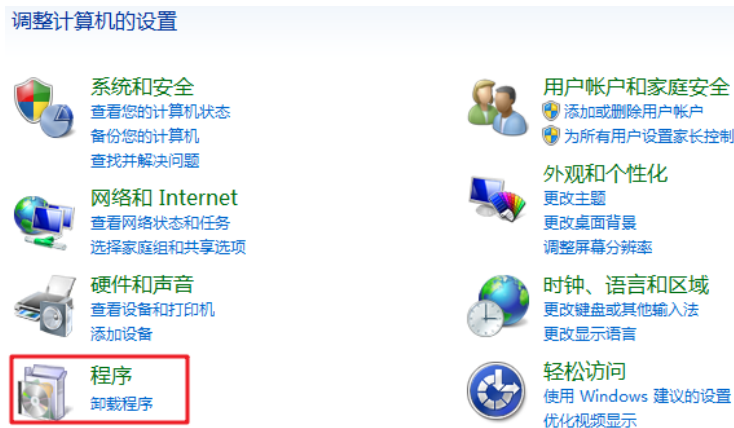 调整计算机的设置
系统和安全
查看您的计算机状态
备份您的计算机
查找并解决问题
网络和 Internet
查看网络状态和任务
选择家庭组和共享选项
硬件和声音
查看设备和打印机
添加设备
程序
卸载程序
用户帐户和家庭安全
添加或删除用户帐户
为所有用户设置家长控制
外观和个性化
更改主题
更改桌面背景
调整屏幕分辨率
时钟、语言和区域
更改键盘或其他输入法
更改显示语言
轻松访问
使用 Windows 建议的设置
优化视频显示